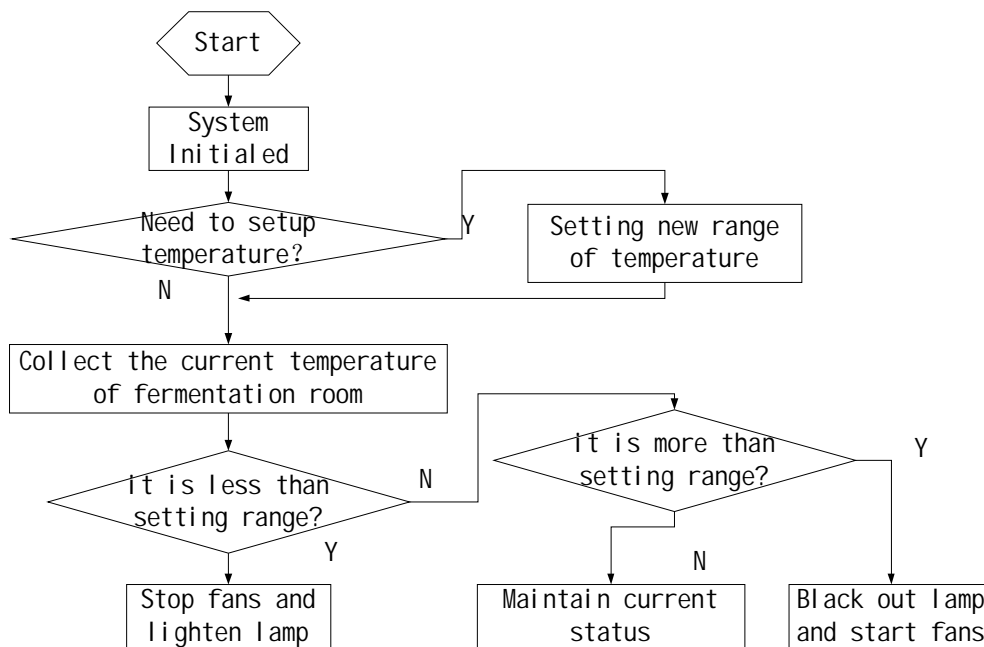 Start
System
Initialed
Need to setup
temperature?
Y
Setting new range
of temperature
N
Collect the current temperature
of fermentation room
it is less than
setting range?
N
it is more than
setting range?
Y
Y
N
Stop fans and
lighten lamp
Maintain current
status
Black out lamp
and start fans